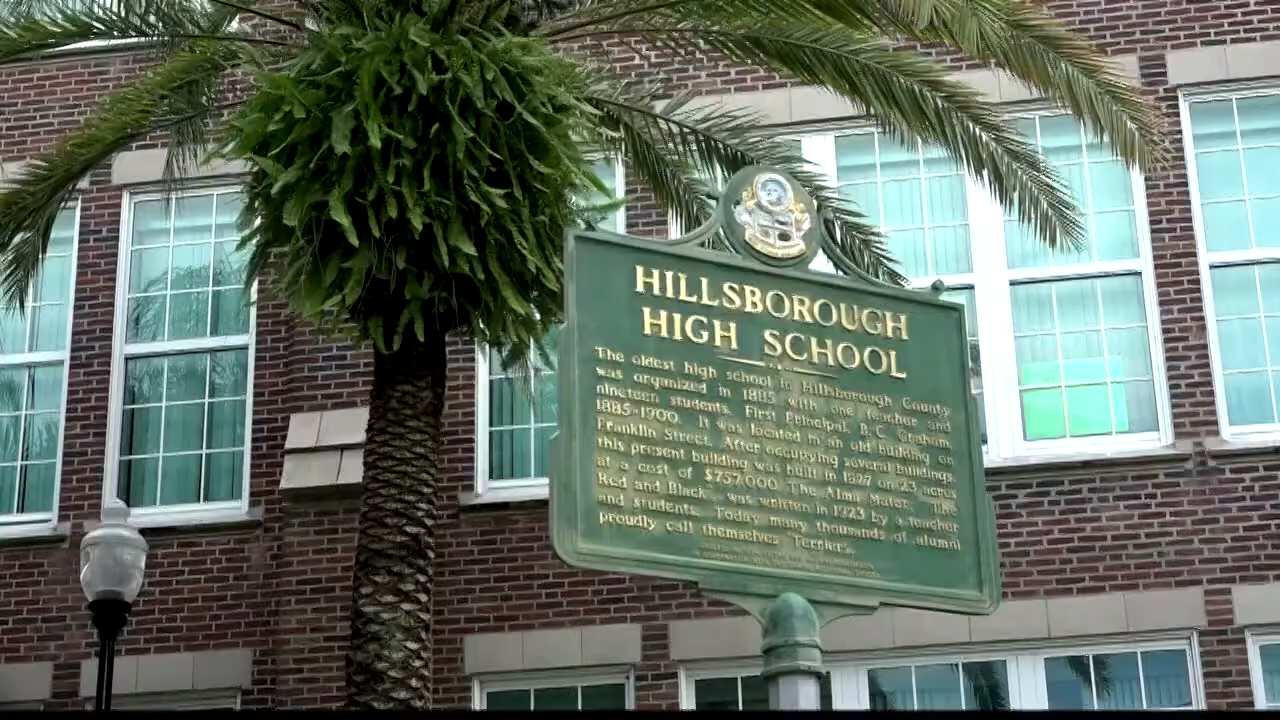 HILLSBOROUGH
HIGH SCHOOL
The oldest high school in Hillsborough County
was organized in 1885 with one teacher and
nineteen students. First Principal, B. C. Graham,
1885-1900. It was located in an old building on
Franklin Street. After occupying several buildings,
this present building was built in 1927 on 23 acres
at a cost of $757,000. The Alma Mater, "The
Red and Black", was written in 1923 by a teacher
and students. Today many thousands of alumni
proudly call themselves "Terriers".